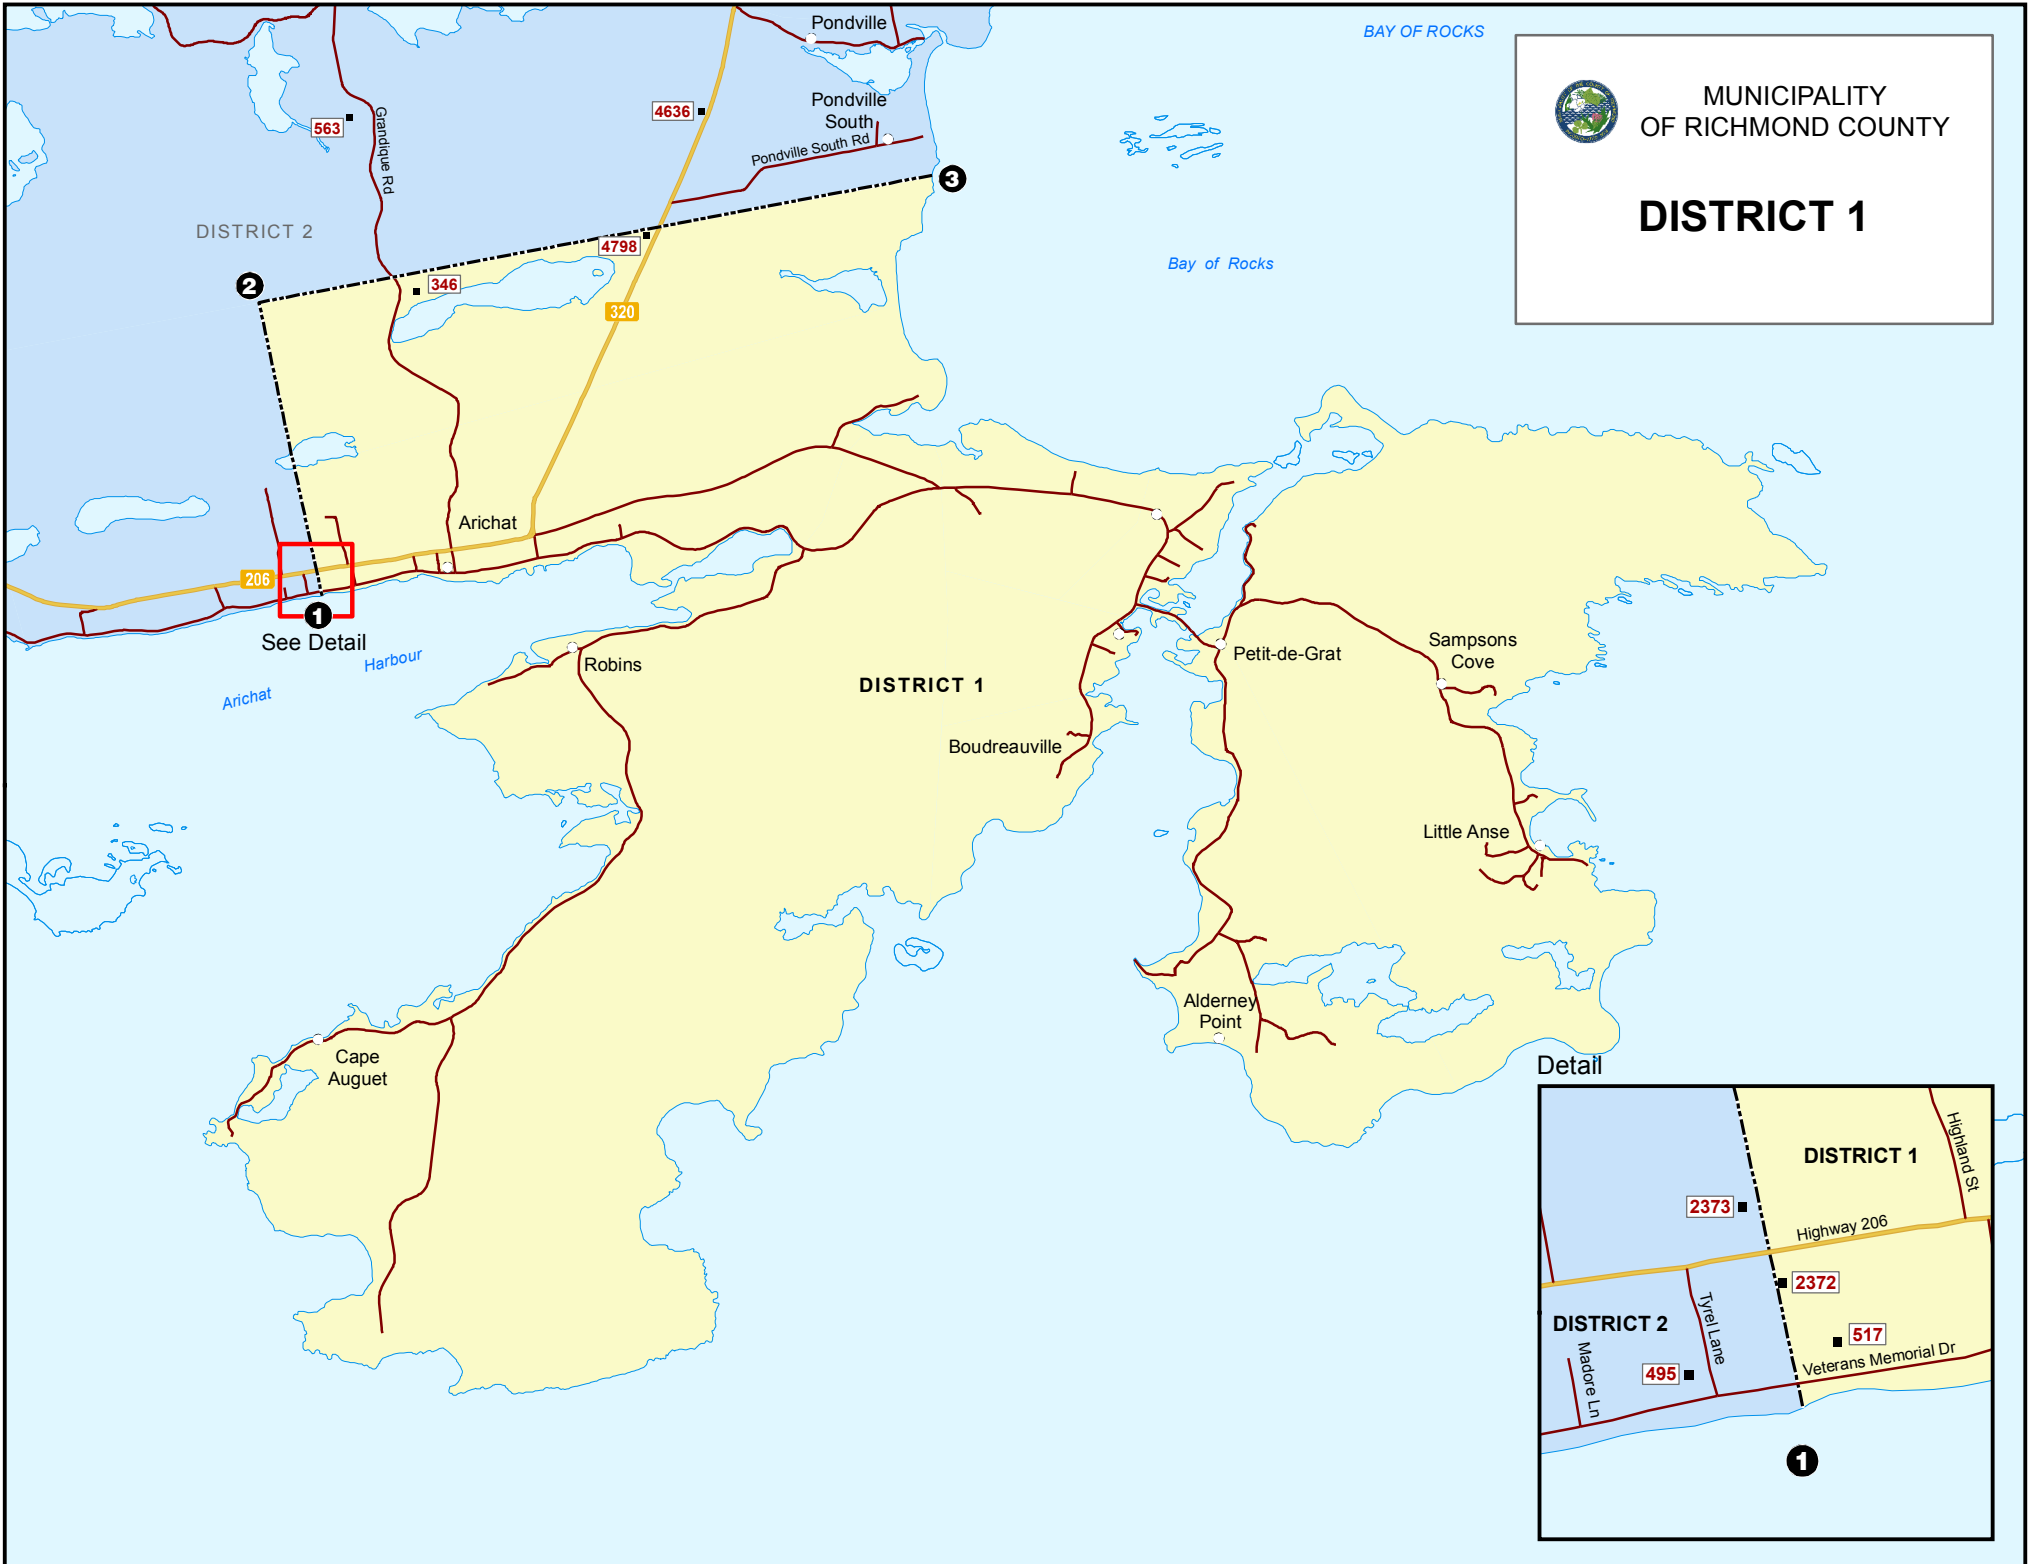 Pondville
BAY OF ROCKS
MUNICIPALITY
OF RICHMOND COUNTY
DISTRICT 1
Pondville
South
4636
563
Grandique Rd
Pondville South Rd
3
DISTRICT 2
4798
Bay of Rocks
2
346
320
Arichat
206
1
See Detail
Harbour
Arichat
Robins
DISTRICT 1
Petit-de-Grat
Sampsons
Cove
Boudreauville
Little Anse
Alderney
Point
Cape
Auguet
Detail
Highland St
DISTRICT 1
2373
Highway 206
2372
DISTRICT 2
Tyrel Lane
517
Madore Ln
495
Veterans Memorial Dr
1